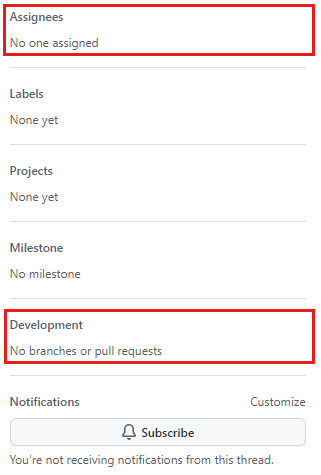 Assignees
No one assigned
Labels
None yet
Projects
None yet
Milestone
No milestone
Development
No branches or pull requests
Notifications Customize
Subscribe
You're not receiving notifications from this thread.